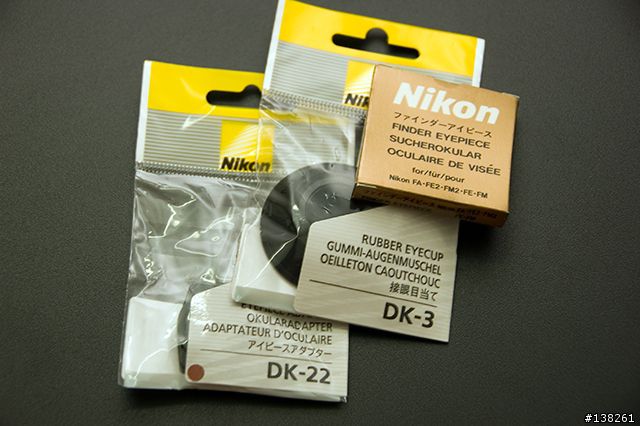 Nikon
Nikon
Nikon
ファインダーアイピース
FINDER EYEPIECE
SUCHEROKULAR
OCULAIRE DE VISÉE
for/für/pour
Nikon FA·FE2·FM2·FE·FM
RUBBER EYECUP
GUMMI-AUGENMUSCHEL
OEILLETON CAOUTCHOUC
接眼目当て
DK-3
EYEPIECE
OKULARADAPTER
ADAPTATEUR D'OCULAIRE
アイピースアダプター
DK-22
#138261